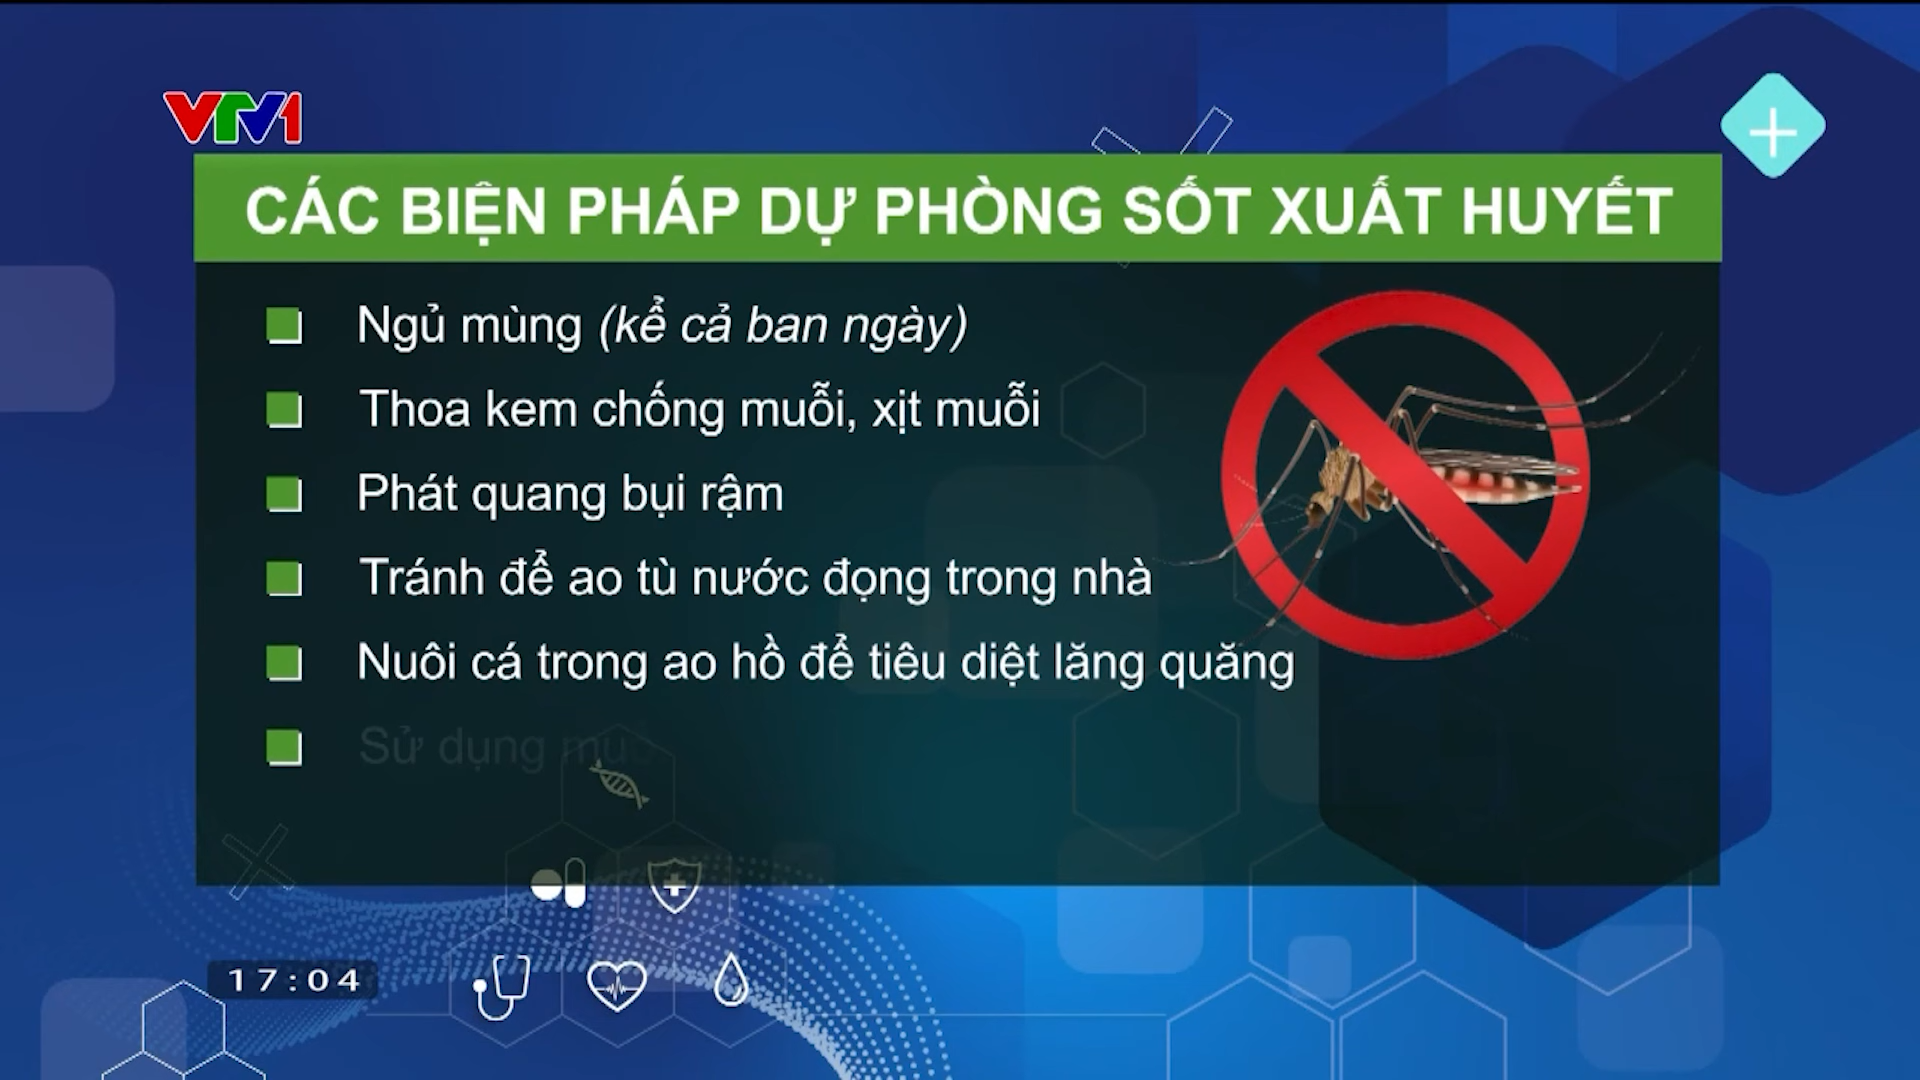 VTV1
CÁC BIỆN PHÁP DỰ PHÒNG SỐT XUẤT HUYẾT
Ngủ mùng (kể cả ban ngày)
Thoa kem chống muỗi, xịt muỗi
Phát quang bụi rậm
Tránh để ao tù nước đọng trong nhà
Nuôi cá trong ao hồ để tiêu diệt lăng quăng
Sử dụng
17:04